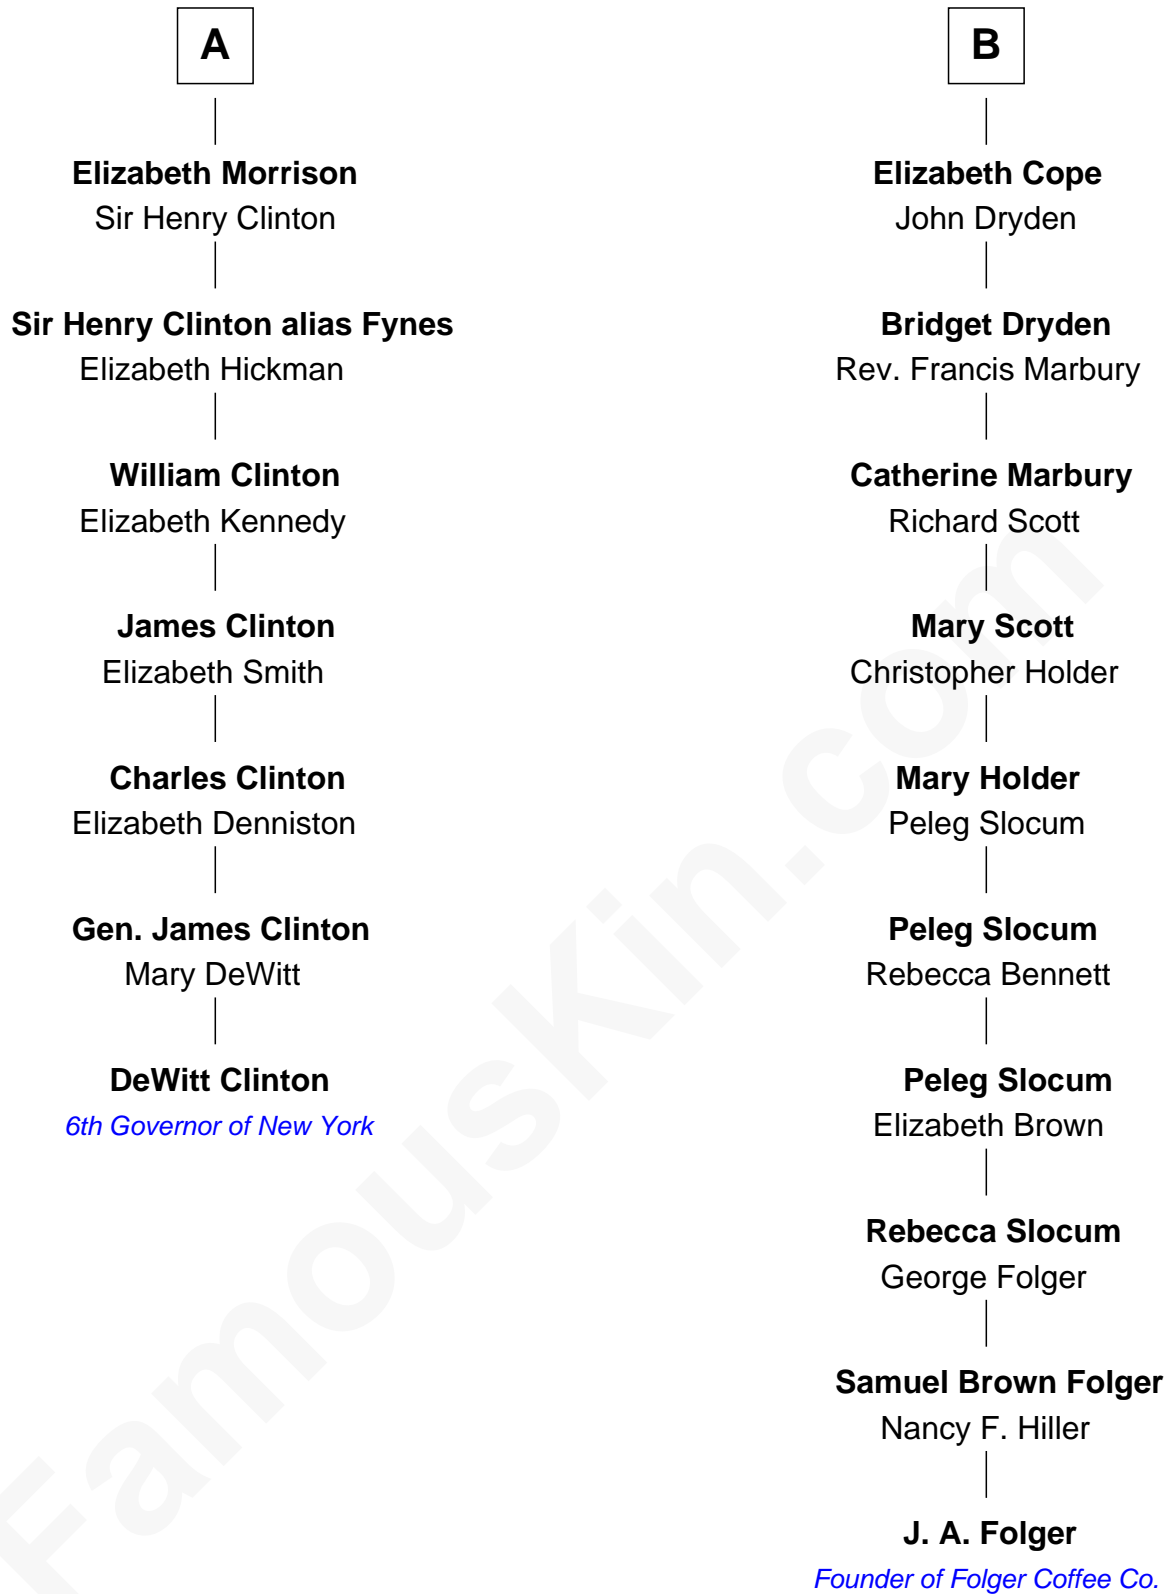 A
Elizabeth Morrison
Sir Henry Clinton
Sir Henry Clinton alias Fynes
Elizabeth Hickman
William Clinton
Elizabeth Kennedy
James Clinton
Elizabeth Smith
Charles Clinton
Elizabeth Denniston
Gen. James Clinton
Mary DeWitt
DeWitt Clinton
6th Governor of New York
B
Elizabeth Cope
John Dryden
Bridget Dryden
Rev. Francis Marbury
Catherine Marbury
Richard Scott
Mary Scott
Christopher Holder
Mary Holder
Peleg Slocum
Peleg Slocum
Rebecca Bennett
Peleg Slocum
Elizabeth Brown
Rebecca Slocum
George Folger
Samuel Brown Folger
Nancy F. Hiller
J. A. Folger
Founder of Folger Coffee Co.
FamousKin.com